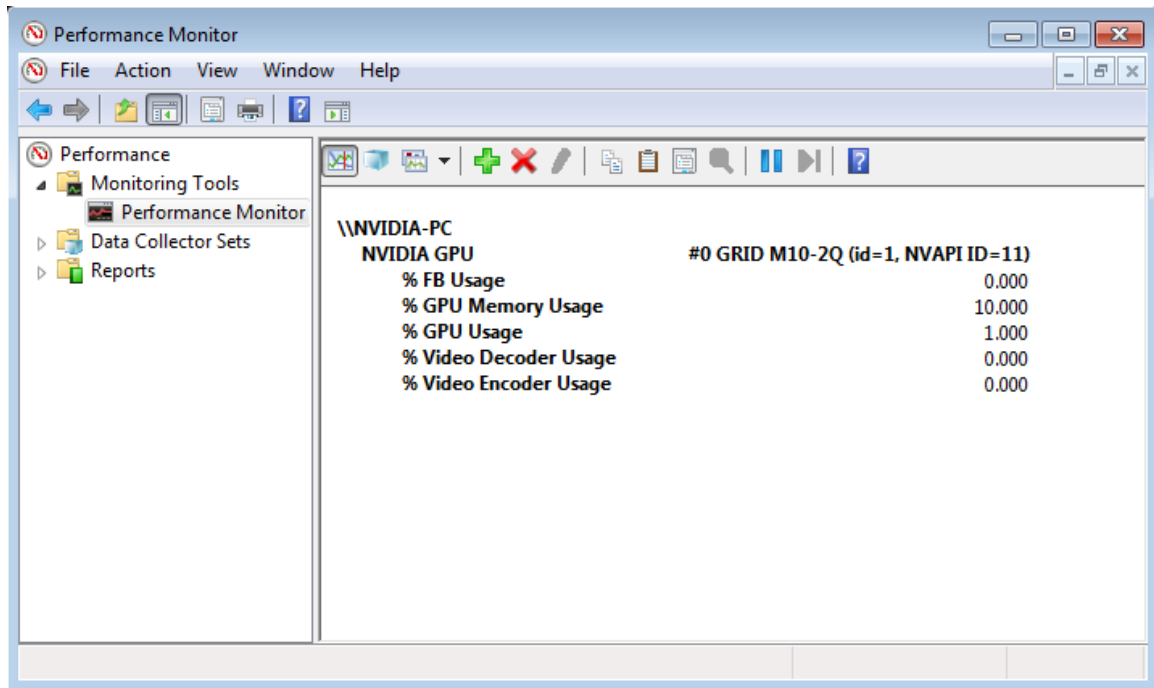 Performance Monitor
File Action View Window Help
Performance
Monitoring Tools
Performance Monitor
Data Collector Sets
Reports
\\NVIDIA-PC
NVIDIA GPU #0 GRID M10-2Q (id=1, NVAPI ID=11)
% FB Usage 0.000
% GPU Memory Usage 10.000
% GPU Usage 1.000
% Video Decoder Usage 0.000
% Video Encoder Usage 0.000